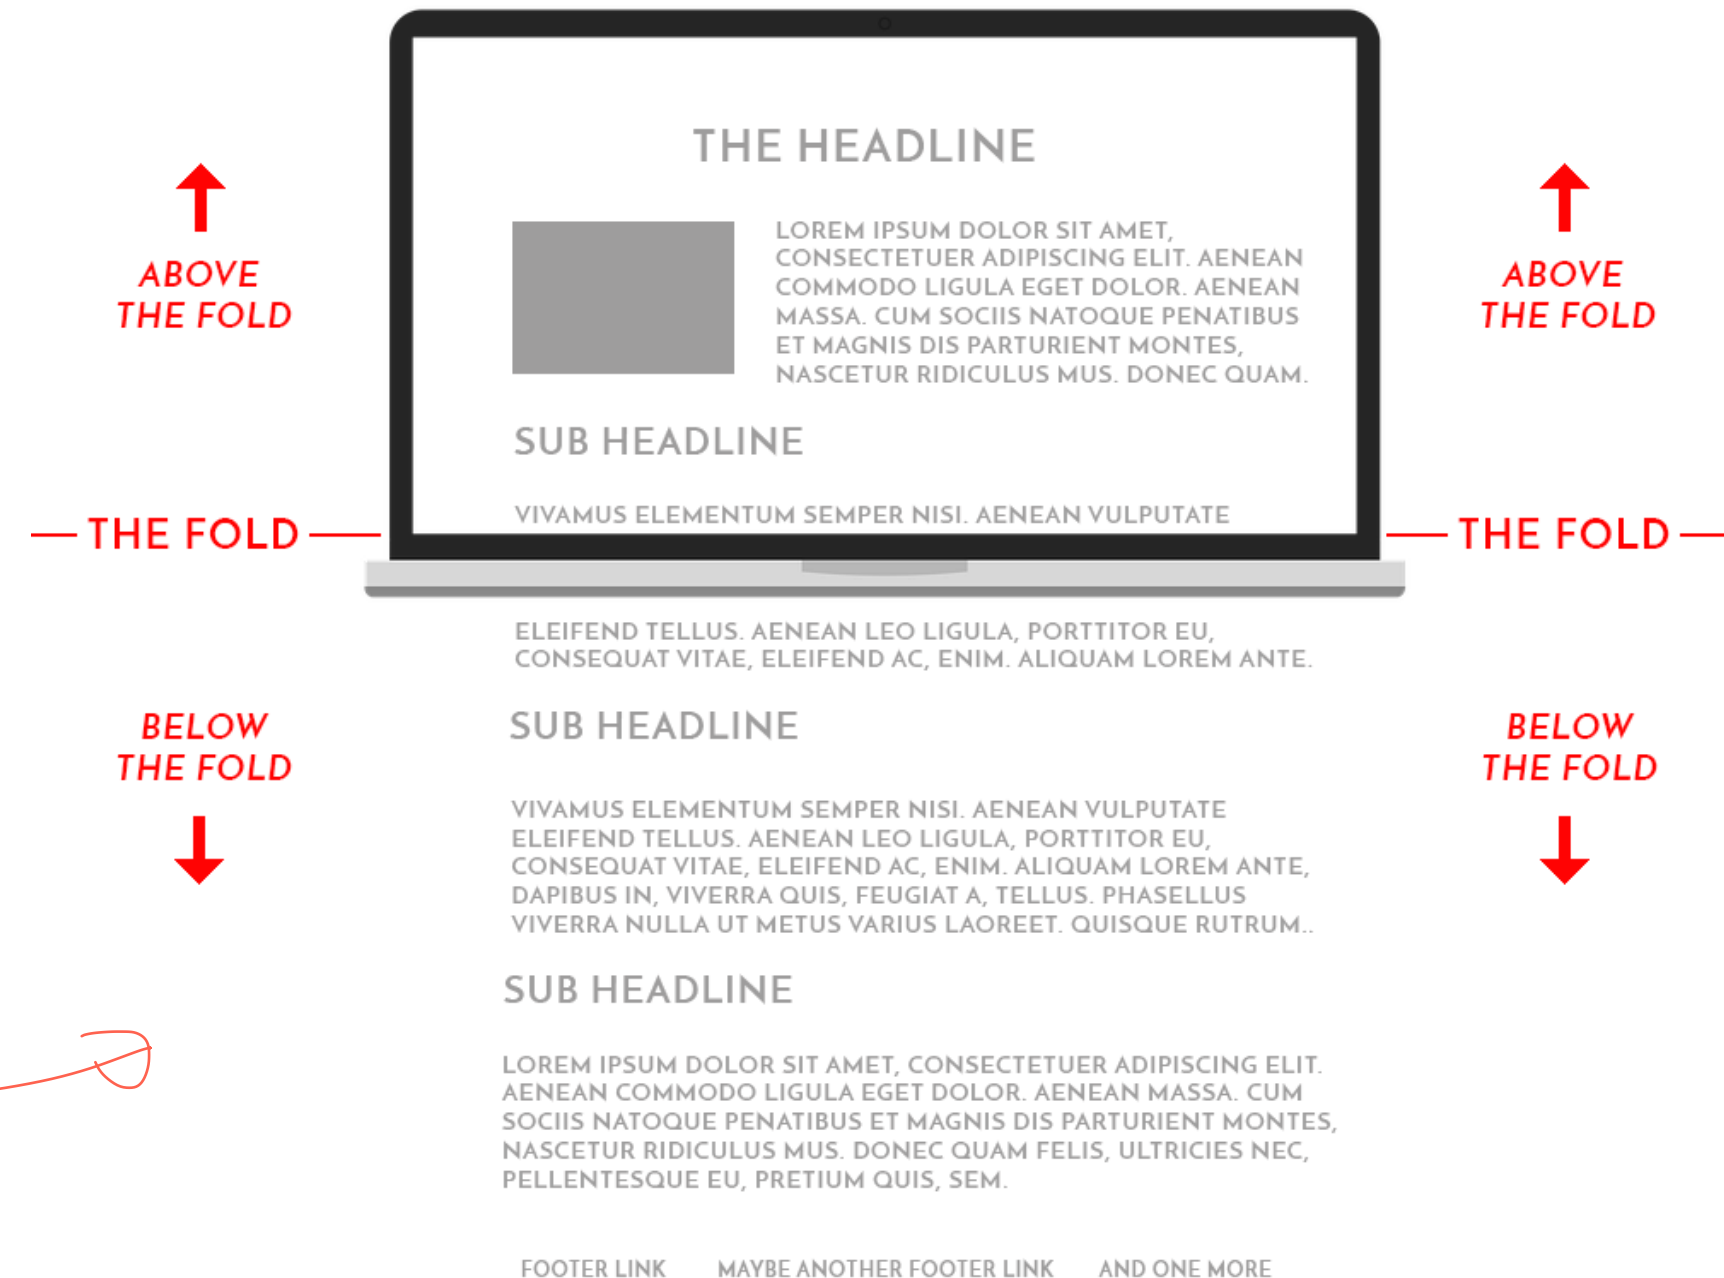 THE HEADLINE
LOREM IPSUM DOLOR SIT AMET,
CONSECTETUER ADIPISCING ELIT. AENEAN
COMMODO LIGULA EGET DOLOR. AENEAN
MASSA. CUM SOCIIS NATOQUE PENATIBUS
ET MAGNIS DIS PARTURIENT MONTES,
NASCETUR RIDICULUS MUS. DONEC QUAM.
ABOVE
THE FOLD
ABOVE
THE FOLD
SUB HEADLINE
VIVAMUS ELEMENTUM SEMPER NISI. AENEAN VULPUTATE
THE FOLD
THE FOLD
ELEIFEND TELLUS. AENEAN LEO LIGULA, PORTTITOR EU,
CONSEQUAT VITAE, ELEIFEND AC, ENIM. ALIQUAM LOREM ANTE.
BELOW
THE FOLD
BELOW
THE FOLD
SUB HEADLINE
VIVAMUS ELEMENTUM SEMPER NISI. AENEAN VULPUTATE
ELEIFEND TELLUS. AENEAN LEO LIGULA, PORTTITOR EU,
CONSEQUAT VITAE, ELEIFEND AC, ENIM. ALIQUAM LOREM ANTE,
DAPIBUS IN, VIVERRA QUIS, FEUGIAT A, TELLUS. PHASELLUS
VIVERRA NULLA UT METUS VARIUS LAOREET. QUISQUE RUTRUM..
SUB HEADLINE
LOREM IPSUM DOLOR SIT AMET, CONSECTETUER ADIPISCING ELIT.
AENEAN COMMODO LIGULA EGET DOLOR. AENEAN MASSA. CUM
SOCIIS NATOQUE PENATIBUS ET MAGNIS DIS PARTURIENT MONTES,
NASCETUR RIDICULUS MUS. DONEC QUAM FELIS, ULTRICIES NEC,
PELLENTESQUE EU, PRETIUM QUIS, SEM.
FOOTER LINK MAYBE ANOTHER FOOTER LINK AND ONE MORE